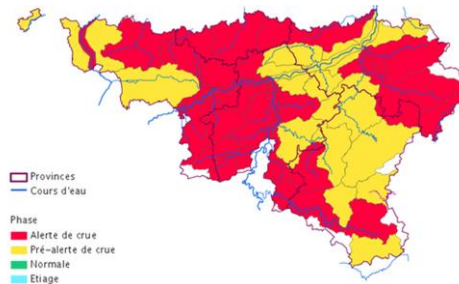 Provinces
Cours d'eau
Phase
Alerte de crue
Pré-alerte de crue
Normale
Etiage